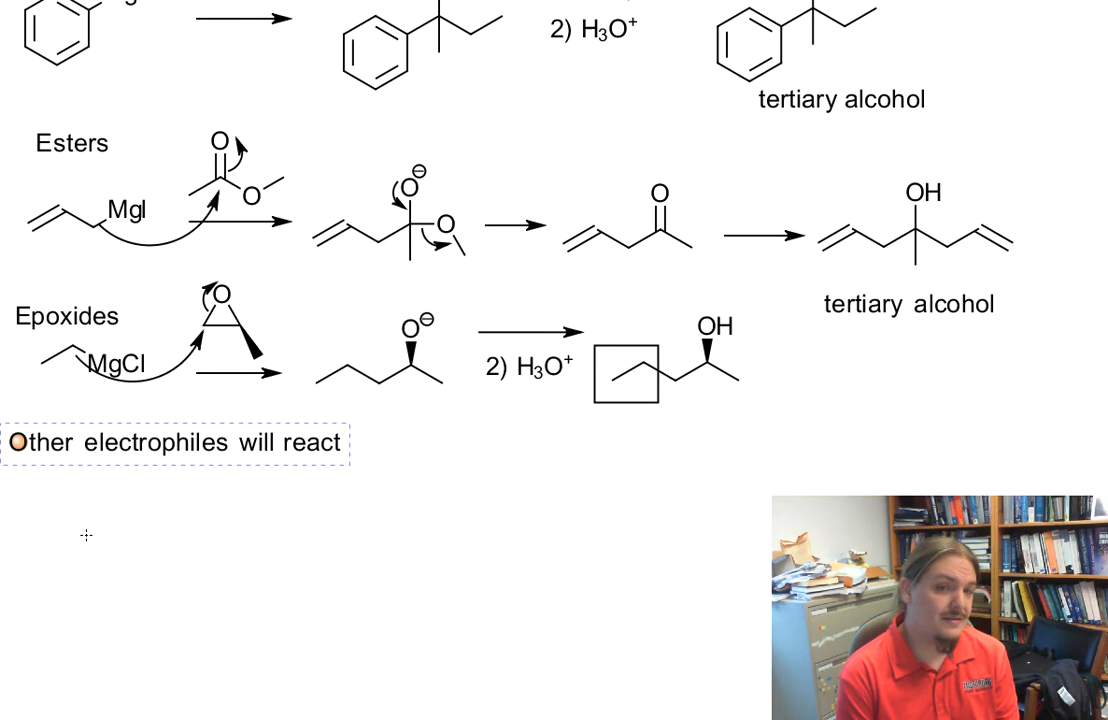 2) H₃O⁺
tertiary alcohol
Esters
O
O
MgI
O⊖
O
O
OH
tertiary alcohol
Epoxides
O
MgCl
O⊖
2) H₃O⁺
OH
Other electrophiles will react